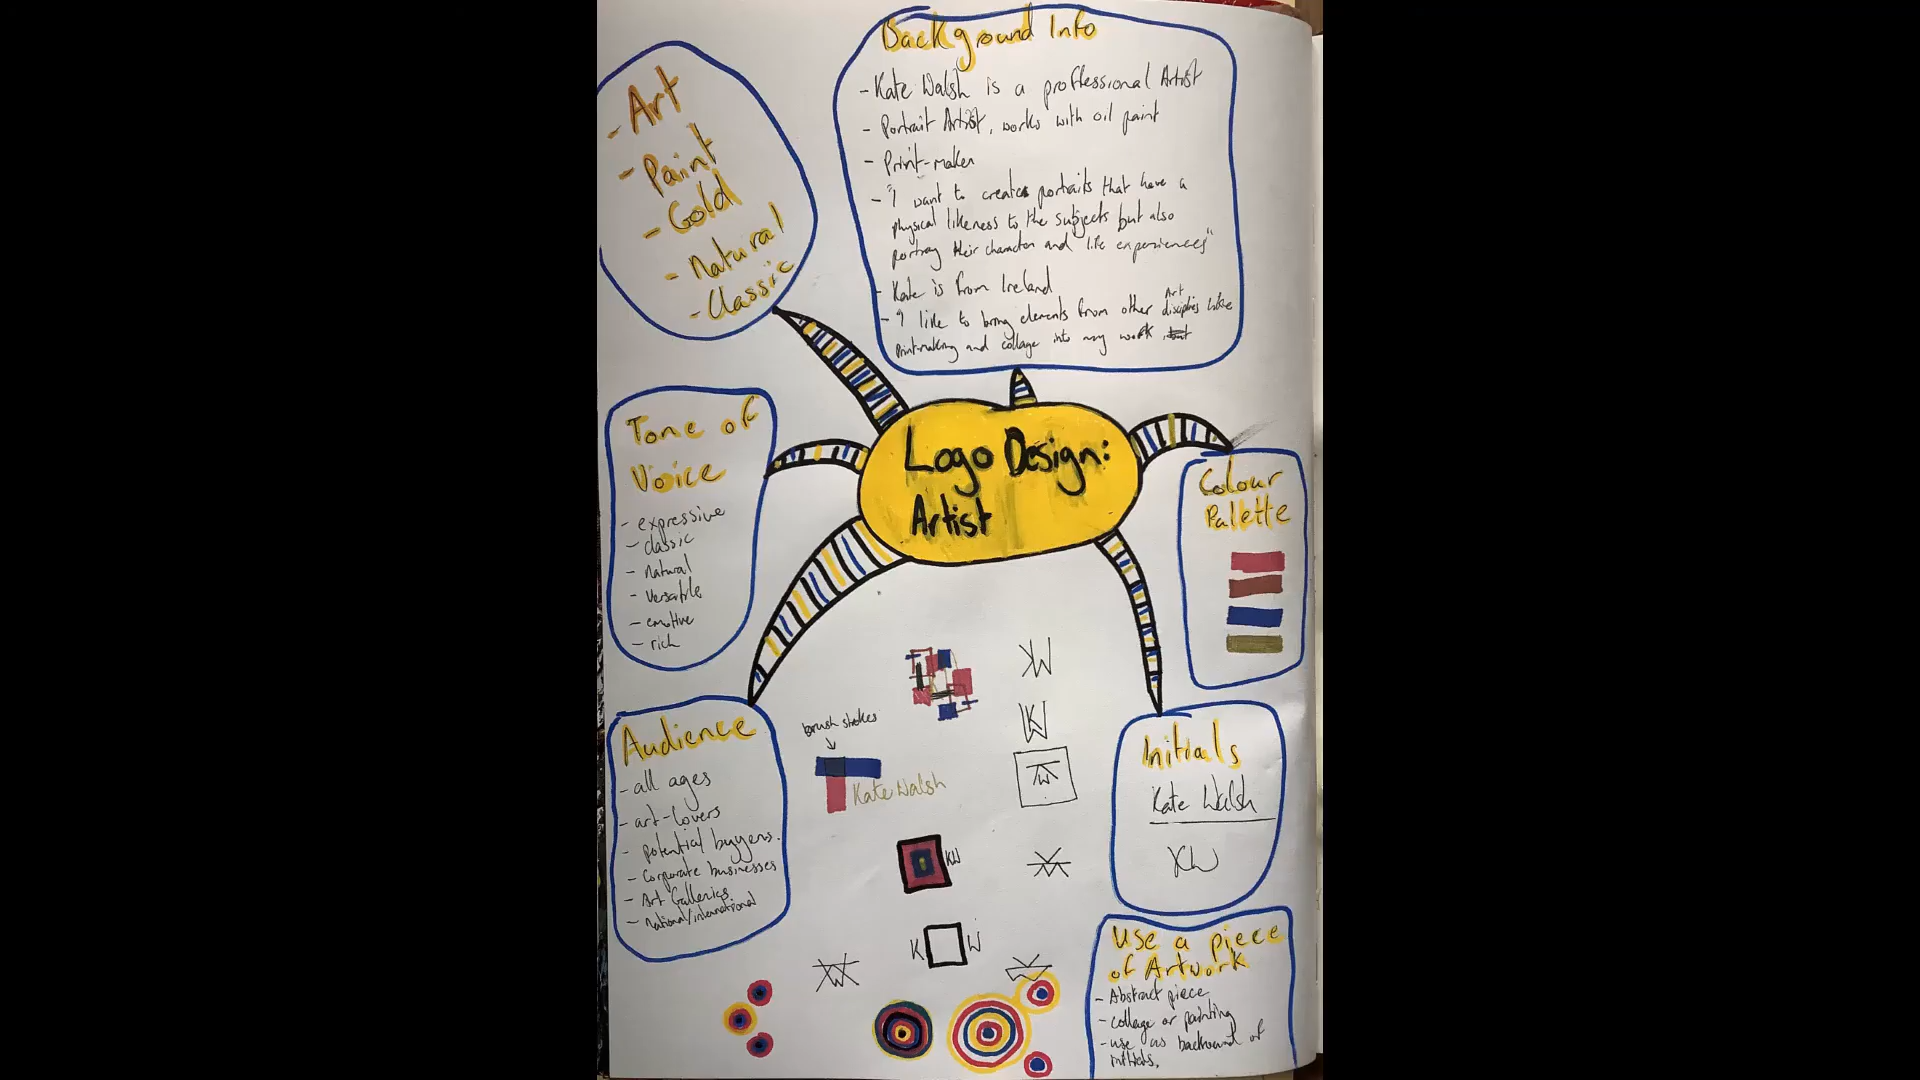 Background Info
- Kate Walsh is a proffessional Artist
- Portrait Artist, works with oil paint
- Print-maker
- "I want to create portraits that have a
physical likeness to the subjects but also
portray their character and life experiences"
- Kate is from Ireland
- "I like to bring elements from other Art
Print-making and collage into my work
- Art
- Paint
- Gold
- Natural
- Classic
Logo Design:
Artist
Tone of
Voice
- expressive
- classic
- natural
- versatile
- emotive
- rich
Colour
Palette
Audience
- all ages
- art-lovers
- potential buyers.
- Corporate businesses
- Art Galleries
- National/international
brush strokes
Kate Walsh
KW
KW
KW
K W
Initials
Kate Walsh
KW
Use a piece
of Artwork
- Abstract piece
- collage or painting
- use as background of
initials.